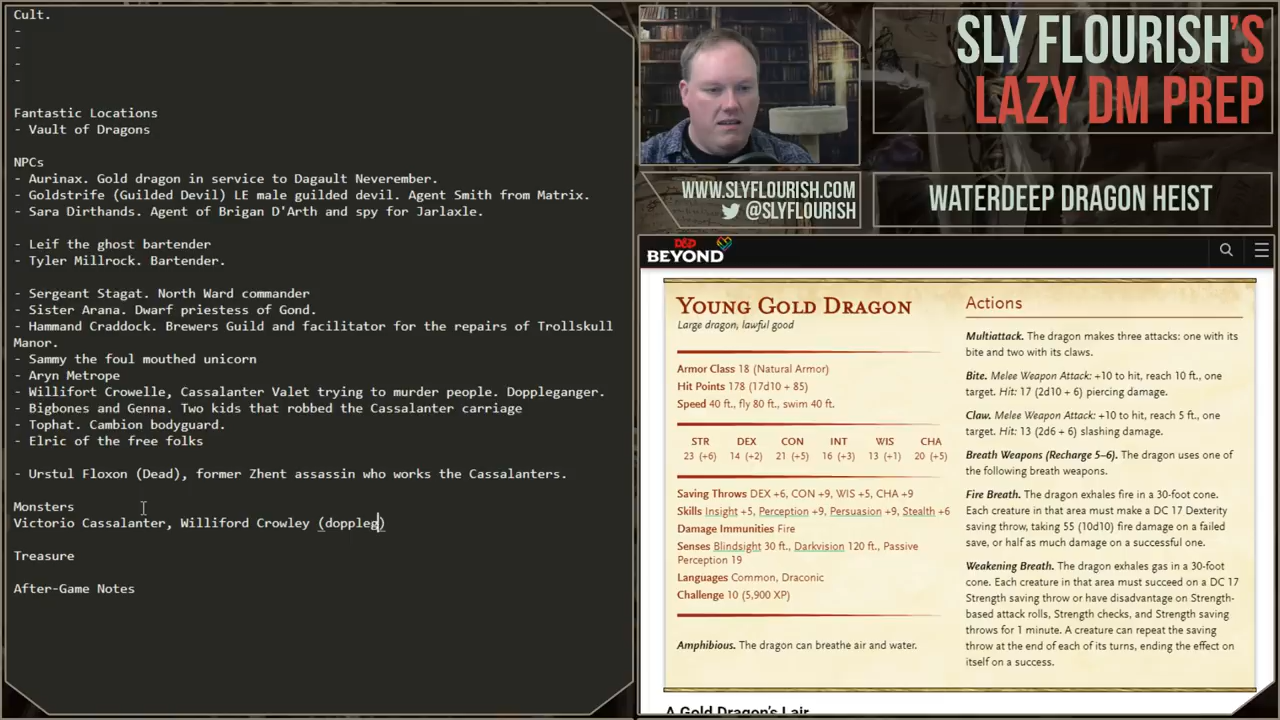 Cult.
-
-
-
-
Fantastic Locations
- Vault of Dragons
NPCs
- Aurinax. Gold dragon in service to Dagault Neverember.
- Goldstrife (Guilded Devil) LE male guilded devil. Agent Smith from Matrix.
- Sara Dirthands. Agent of Brigan D'Arth and spy for Jarlaxle.
- Leif the ghost bartender
- Tyler Millrock. Bartender.
- Sergeant Stagat. North Ward commander
- Sister Arana. Dwarf priestess of Gond.
- Hammand Craddock. Brewers Guild and facilitator for the repairs of Trollskull
Manor.
- Sammy the foul mouthed unicorn
- Aryn Metrope
- Willifort Crowelle, Cassalanter Valet trying to murder people. Doppleganger.
- Bigbones and Genna. Two kids that robbed the Cassalanter carriage
- Tophat. Cambion bodyguard.
- Elric of the free folks
- Urstul Floxon (Dead), former Zhent assassin who works the Cassalanters.
Monsters
Victorio Cassalanter, Williford Crowley (doppleg)
Treasure
After-Game Notes
SLY FLOURISH'S
LAZY DM PREP
WWW.SLYFLOURISH.COM
@SLYFLOURISH
WATERDEEP DRAGON HEIST
D&D
BEYOND
YOUNG GOLD DRAGON
Large dragon, lawful good
Armor Class 18 (Natural Armor)
Hit Points 178 (17d10 + 85)
Speed 40 ft., fly 80 ft., swim 40 ft.
STR DEX CON INT WIS CHA
23 (+6) 14 (+2) 21 (+5) 16 (+3) 13 (+1) 20 (+5)
Saving Throws DEX +6, CON +9, WIS +5, CHA +9
Skills Insight +5, Perception +9, Persuasion +9, Stealth +6
Damage Immunities Fire
Senses Blindsight 30 ft., Darkvision 120 ft., Passive
Perception 19
Languages Common, Draconic
Challenge 10 (5,900 XP)
Amphibious. The dragon can breathe air and water.
Actions
Multiattack. The dragon makes three attacks: one with its
bite and two with its claws.
Bite. Melee Weapon Attack: +10 to hit, reach 10 ft., one
target. Hit: 17 (2d10 + 6) piercing damage.
Claw. Melee Weapon Attack: +10 to hit, reach 5 ft., one
target. Hit: 13 (2d6 + 6) slashing damage.
Breath Weapons (Recharge 5–6). The dragon uses one of
the following breath weapons.
Fire Breath. The dragon exhales fire in a 30-foot cone.
Each creature in that area must make a DC 17 Dexterity
saving throw, taking 55 (10d10) fire damage on a failed
save, or half as much damage on a successful one.
Weakening Breath. The dragon exhales gas in a 30-foot
cone. Each creature in that area must succeed on a DC 17
Strength saving throw or have disadvantage on Strength-
based attack rolls, Strength checks, and Strength saving
throws for 1 minute. A creature can repeat the saving
throw at the end of each of its turns, ending the effect on
itself on a success.
A Gold Dragon's Lair